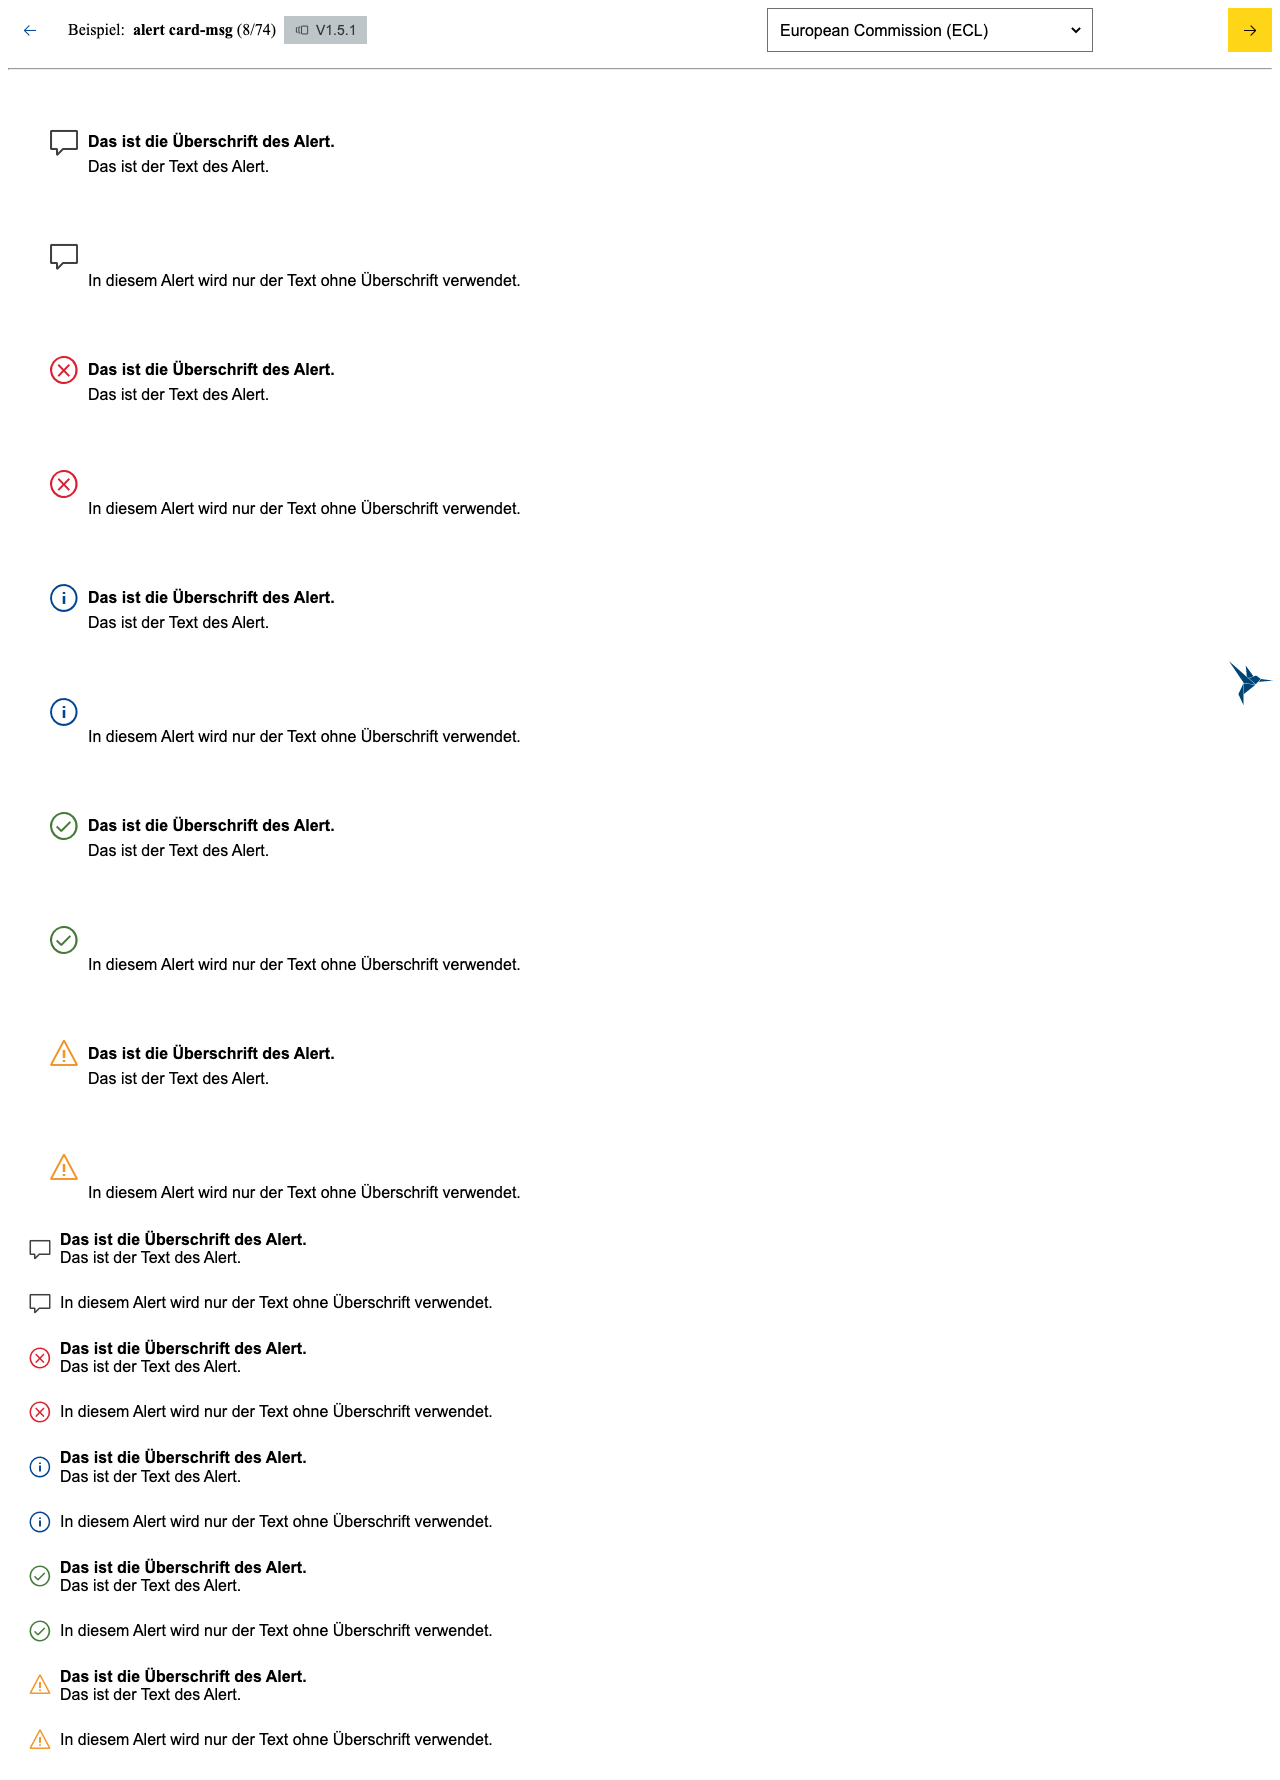 Beispiel: alert card-msg (8/74) V1.5.1 European Commission (ECL)
Das ist die Überschrift des Alert.
Das ist der Text des Alert.
In diesem Alert wird nur der Text ohne Überschrift verwendet.
Das ist die Überschrift des Alert.
Das ist der Text des Alert.
In diesem Alert wird nur der Text ohne Überschrift verwendet.
Das ist die Überschrift des Alert.
Das ist der Text des Alert.
In diesem Alert wird nur der Text ohne Überschrift verwendet.
Das ist die Überschrift des Alert.
Das ist der Text des Alert.
In diesem Alert wird nur der Text ohne Überschrift verwendet.
Das ist die Überschrift des Alert.
Das ist der Text des Alert.
In diesem Alert wird nur der Text ohne Überschrift verwendet.
Das ist die Überschrift des Alert.
Das ist der Text des Alert.
In diesem Alert wird nur der Text ohne Überschrift verwendet.
Das ist die Überschrift des Alert.
Das ist der Text des Alert.
In diesem Alert wird nur der Text ohne Überschrift verwendet.
Das ist die Überschrift des Alert.
Das ist der Text des Alert.
In diesem Alert wird nur der Text ohne Überschrift verwendet.
Das ist die Überschrift des Alert.
Das ist der Text des Alert.
In diesem Alert wird nur der Text ohne Überschrift verwendet.
Das ist die Überschrift des Alert.
Das ist der Text des Alert.
In diesem Alert wird nur der Text ohne Überschrift verwendet.